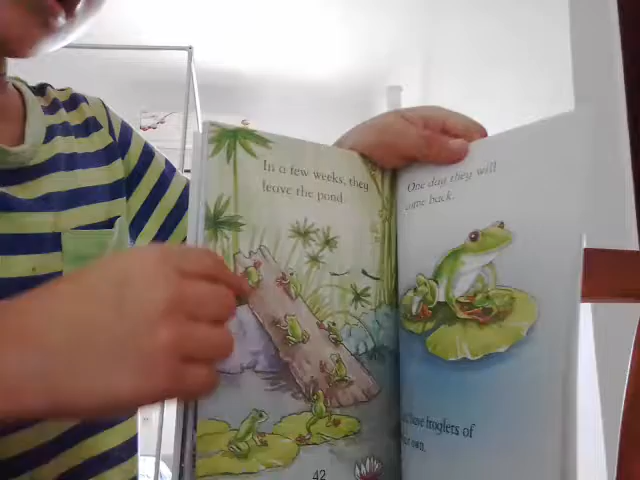 In a few weeks, they
leave the pond.
42
One day they will
come back.
have froglets of
own.